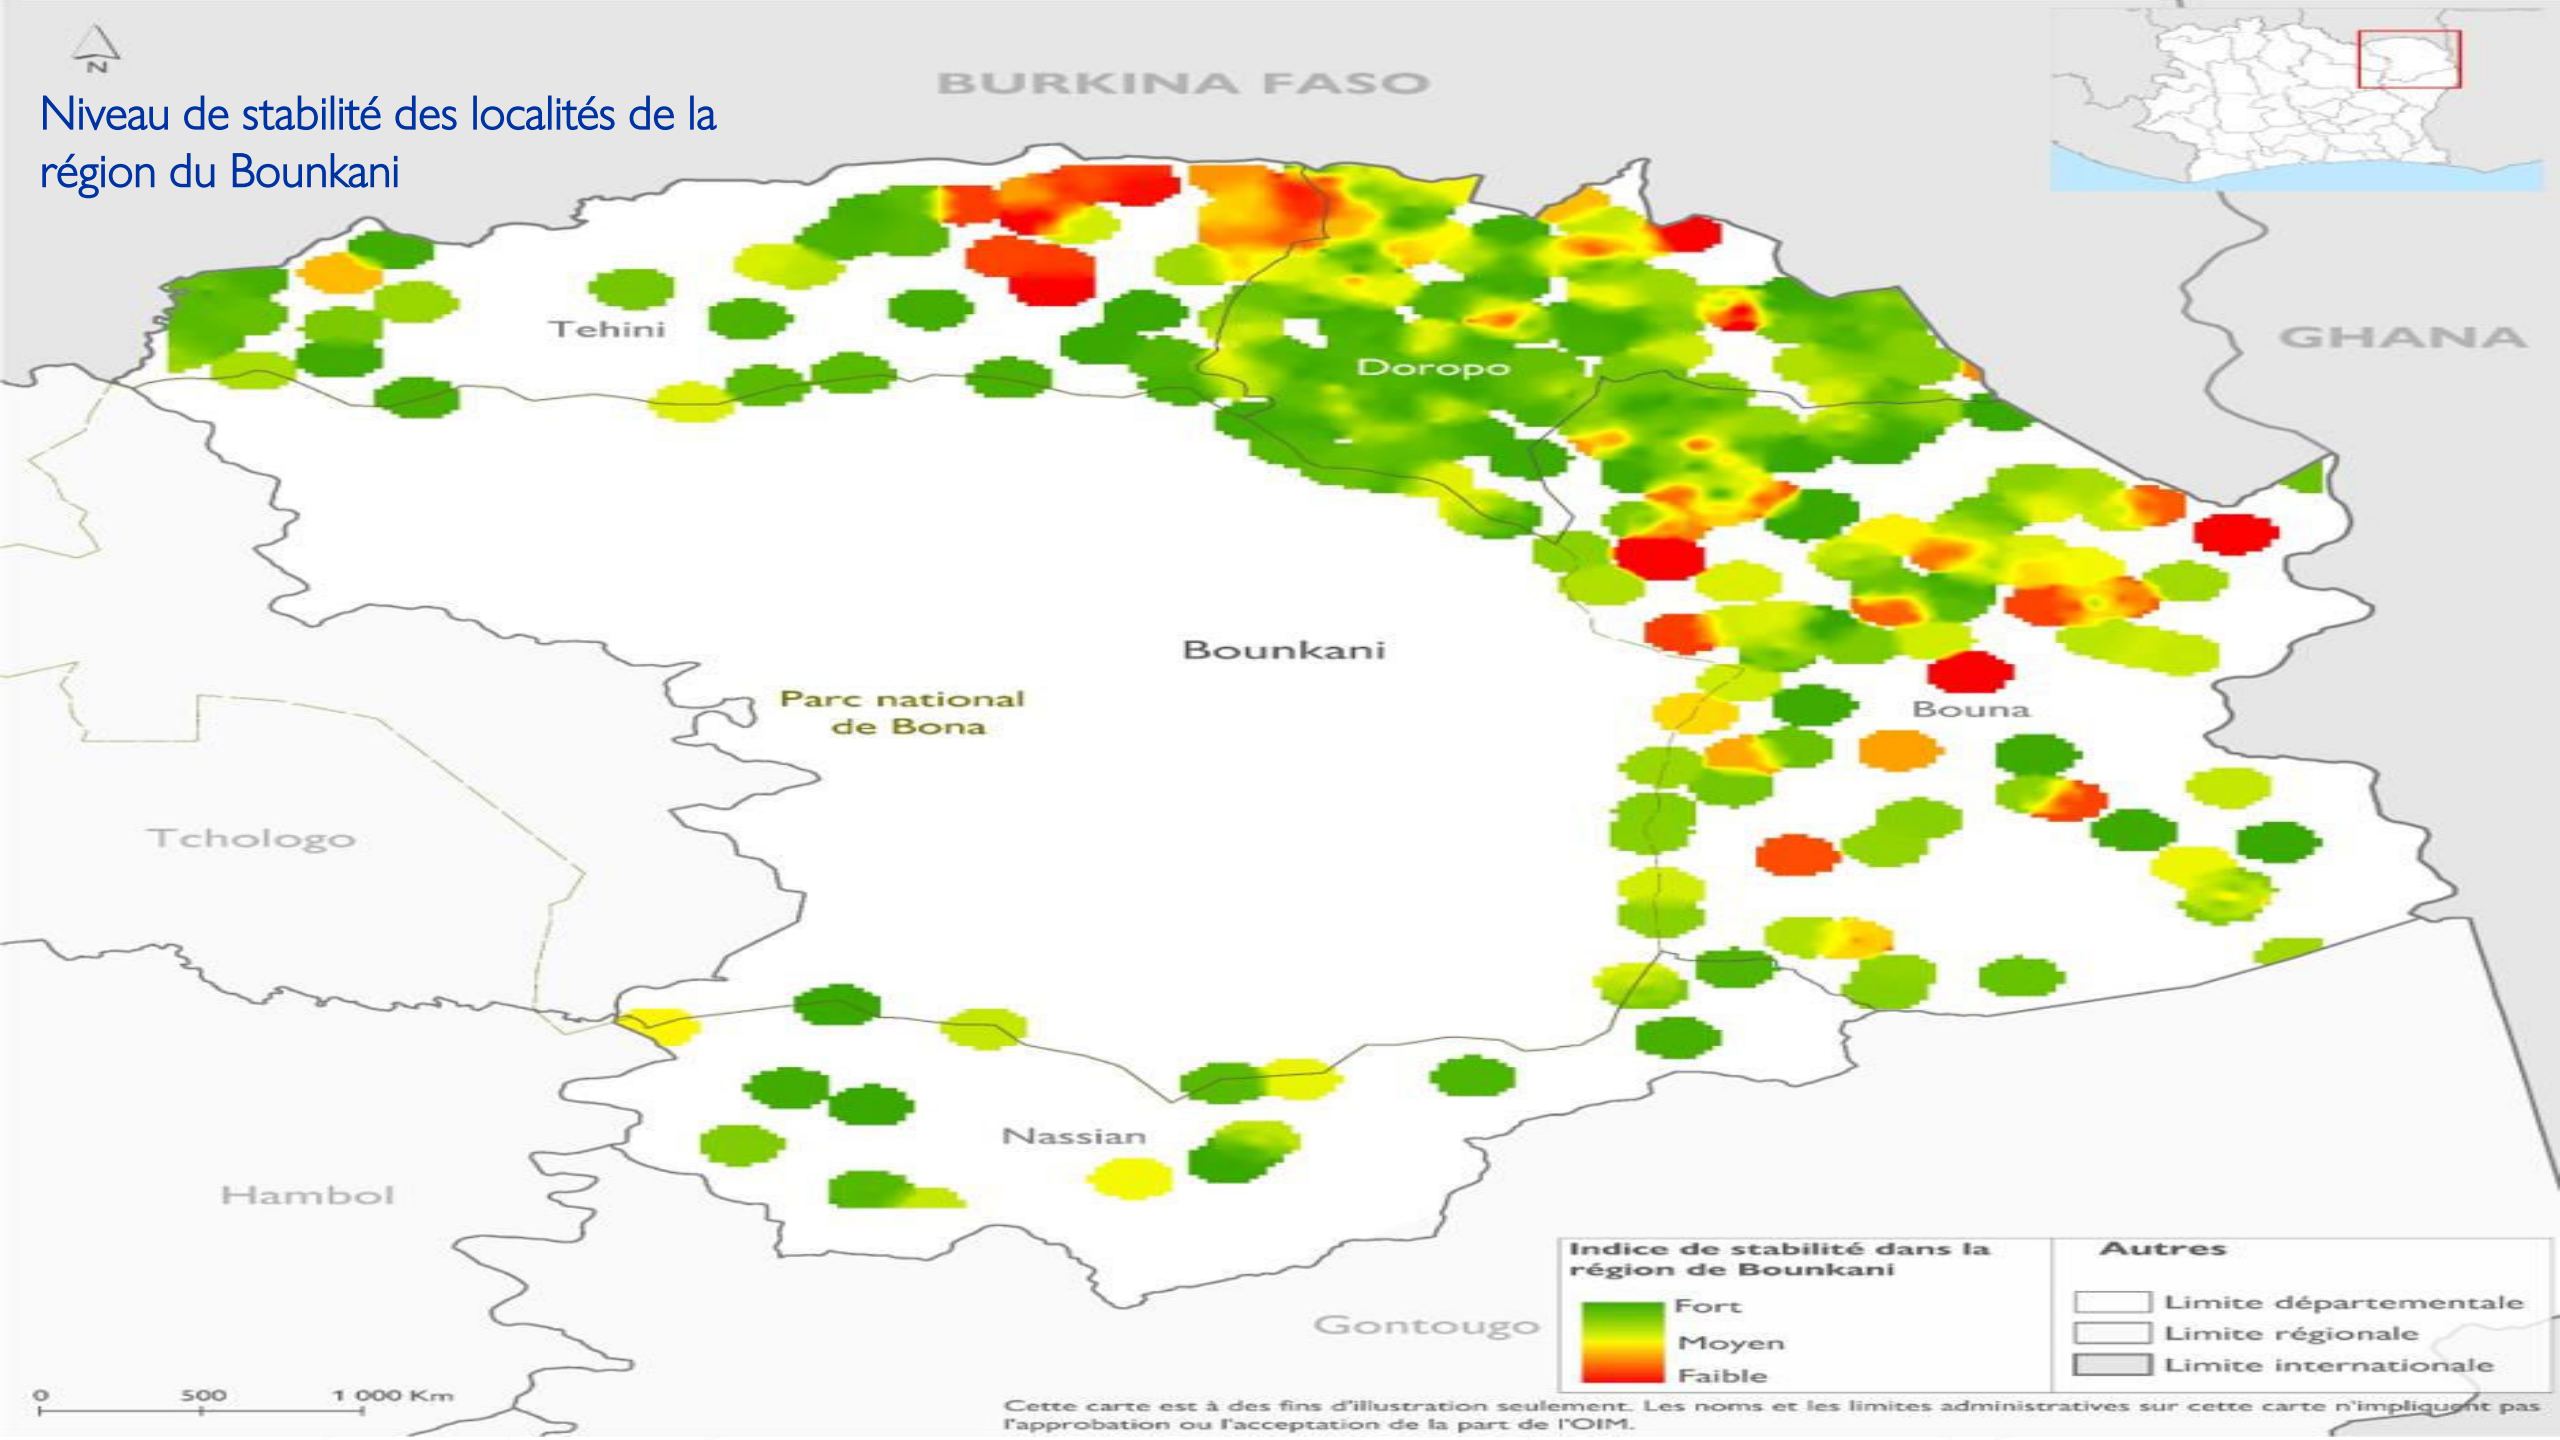 N
Niveau de stabilité des localités de la
région du Bounkani
BURKINA FASO
GHANA
Tehini
Doropo
Bounkani
Parc national
de Bona
Bouna
Tchologo
Nassian
Hambol
Gontougo
Indice de stabilité dans la
région de Bounkani
Fort
Moyen
Faible
Autres
Limite départementale
Limite régionale
Limite internationale
0 500 1 000 Km
Cette carte est à des fins d'illustration seulement. Les noms et les limites administratives sur cette carte n'impliquent pas
l'approbation ou l'acceptation de la part de l'OIM.